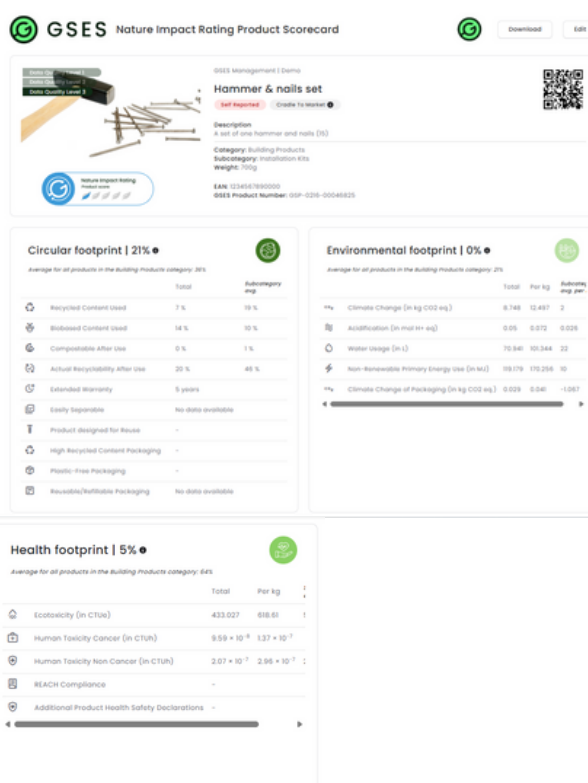 GSES Nature Impact Rating Product Scorecard
Download
Edit
Data Quality Level 1
Data Quality Level 2
Data Quality Level 3
Nature Impact Rating
Product score
GSES Management | Demo
Hammer & nails set
Self Reported
Cradle To Market
Description
A set of one hammer and nails (15)
Category: Building Products
Subcategory: Installation Kits
Weight: 700g
EAN: 1234567890000
GSES Product Number: GSP-0216-00046825
Circular footprint | 21%
Average for all products in the Building Products category: 36%
Total Subcategory avg.
Recycled Content Used 7 % 19 %
Biobased Content Used 14 % 10 %
Compostable After Use 0 % 1 %
Actual Recyclability After Use 20 % 46 %
Extended Warranty 5 years
Easily Separable No data available
Product designed for Reuse -
High Recycled Content Packaging -
Plastic-Free Packaging -
Reusable/Refillable Packaging No data available
Environmental footprint | 0%
Average for all products in the Building Products category: 21%
Total Per kg Subcateg avg. per
Climate Change (in kg CO2 eq.) 8.748 12.497 2
Acidification (in mol H+ eq) 0.05 0.072 0.026
Water Usage (in L) 70.941 101.344 22
Non-Renewable Primary Energy Use (in MJ) 119.179 170.256 10
Climate Change of Packaging (in kg CO2 eq.) 0.029 0.041 -1.067
Health footprint | 5%
Average for all products in the Building Products category: 64%
Total Per kg
Ecotoxicity (in CTUe) 433.027 618.61
Human Toxicity Cancer (in CTUh) 9.59 × 10⁻⁸ 1.37 × 10⁻⁷
Human Toxicity Non Cancer (in CTUh) 2.07 × 10⁻⁷ 2.96 × 10⁻⁷
REACH Compliance -
Additional Product Health Safety Declarations -